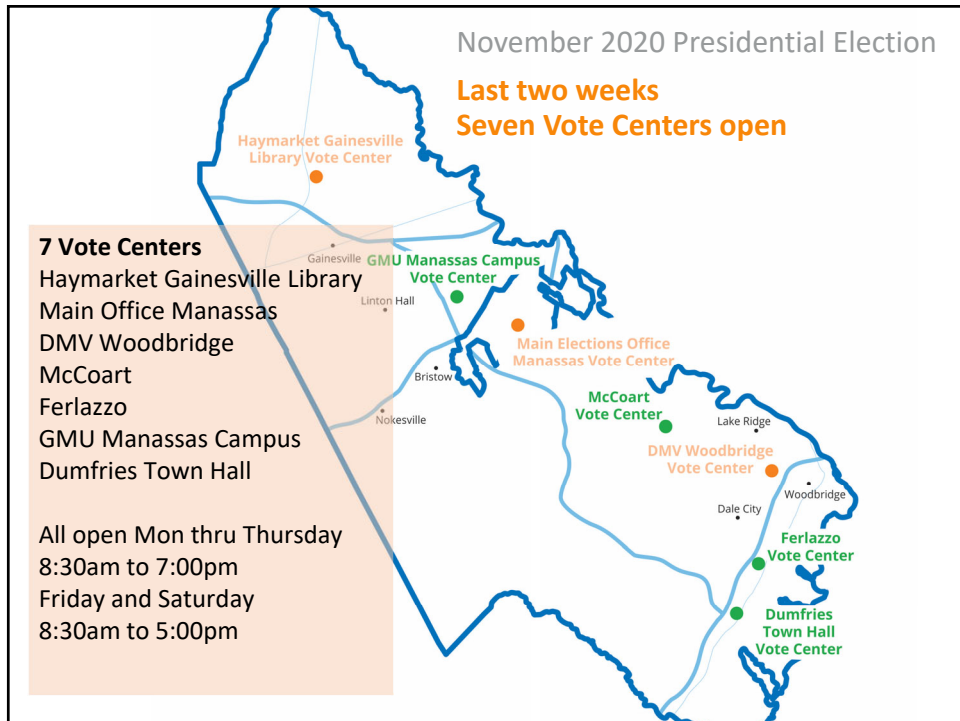 November 2020 Presidential Election
Last two weeks
Seven Vote Centers open
Haymarket Gainesville
Library Vote Center
7 Vote Centers
Haymarket Gainesville Library
Main Office Manassas
DMV Woodbridge
McCoart
Ferlazzo
GMU Manassas Campus
Dumfries Town Hall
All open Mon thru Thursday
8:30am to 7:00pm
Friday and Saturday
8:30am to 5:00pm
Gainesville
GMU Manassas Campus
Vote Center
Linton Hall
Main Elections Office
Manassas Vote Center
Bristow
Nokesville
McCoart
Vote Center
Lake Ridge
DMV Woodbridge
Vote Center
Woodbridge
Dale City
Ferlazzo
Vote Center
Dumfries
Town Hall
Vote Center